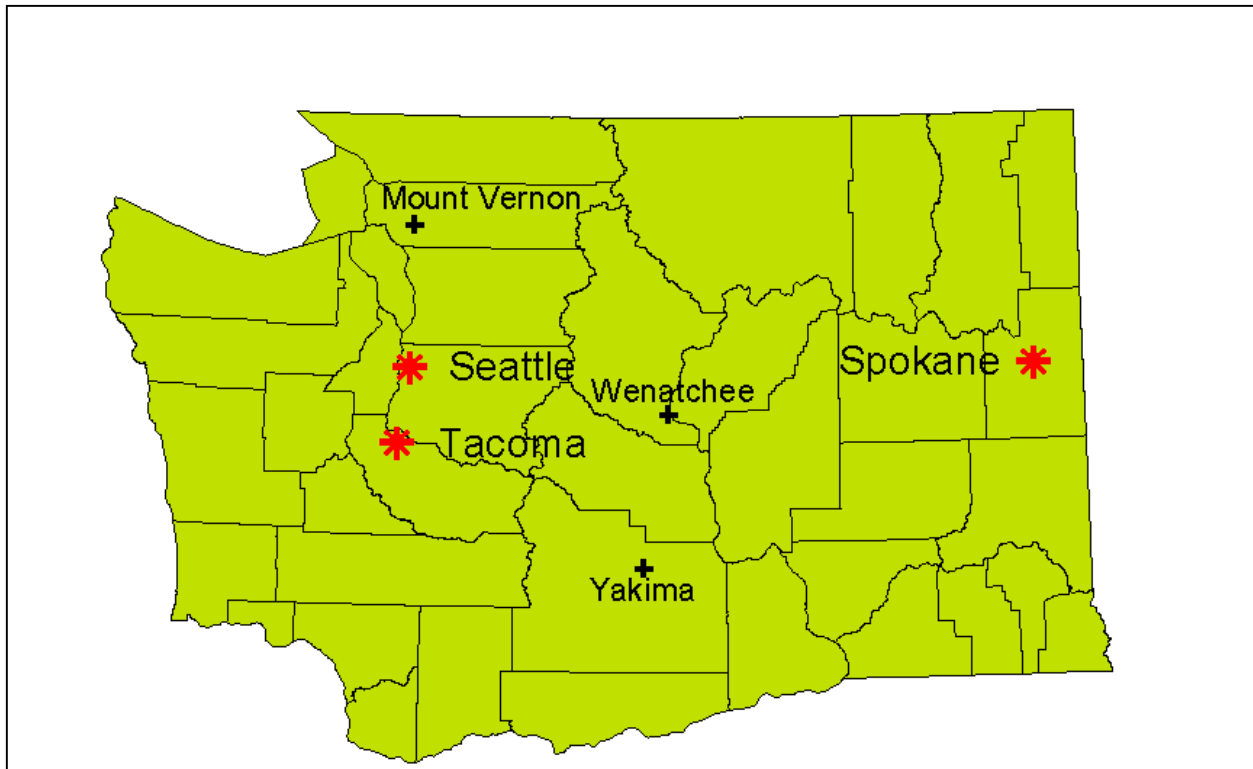 Mount Vernon
Seattle
Spokane
Wenatchee
Tacoma
Yakima